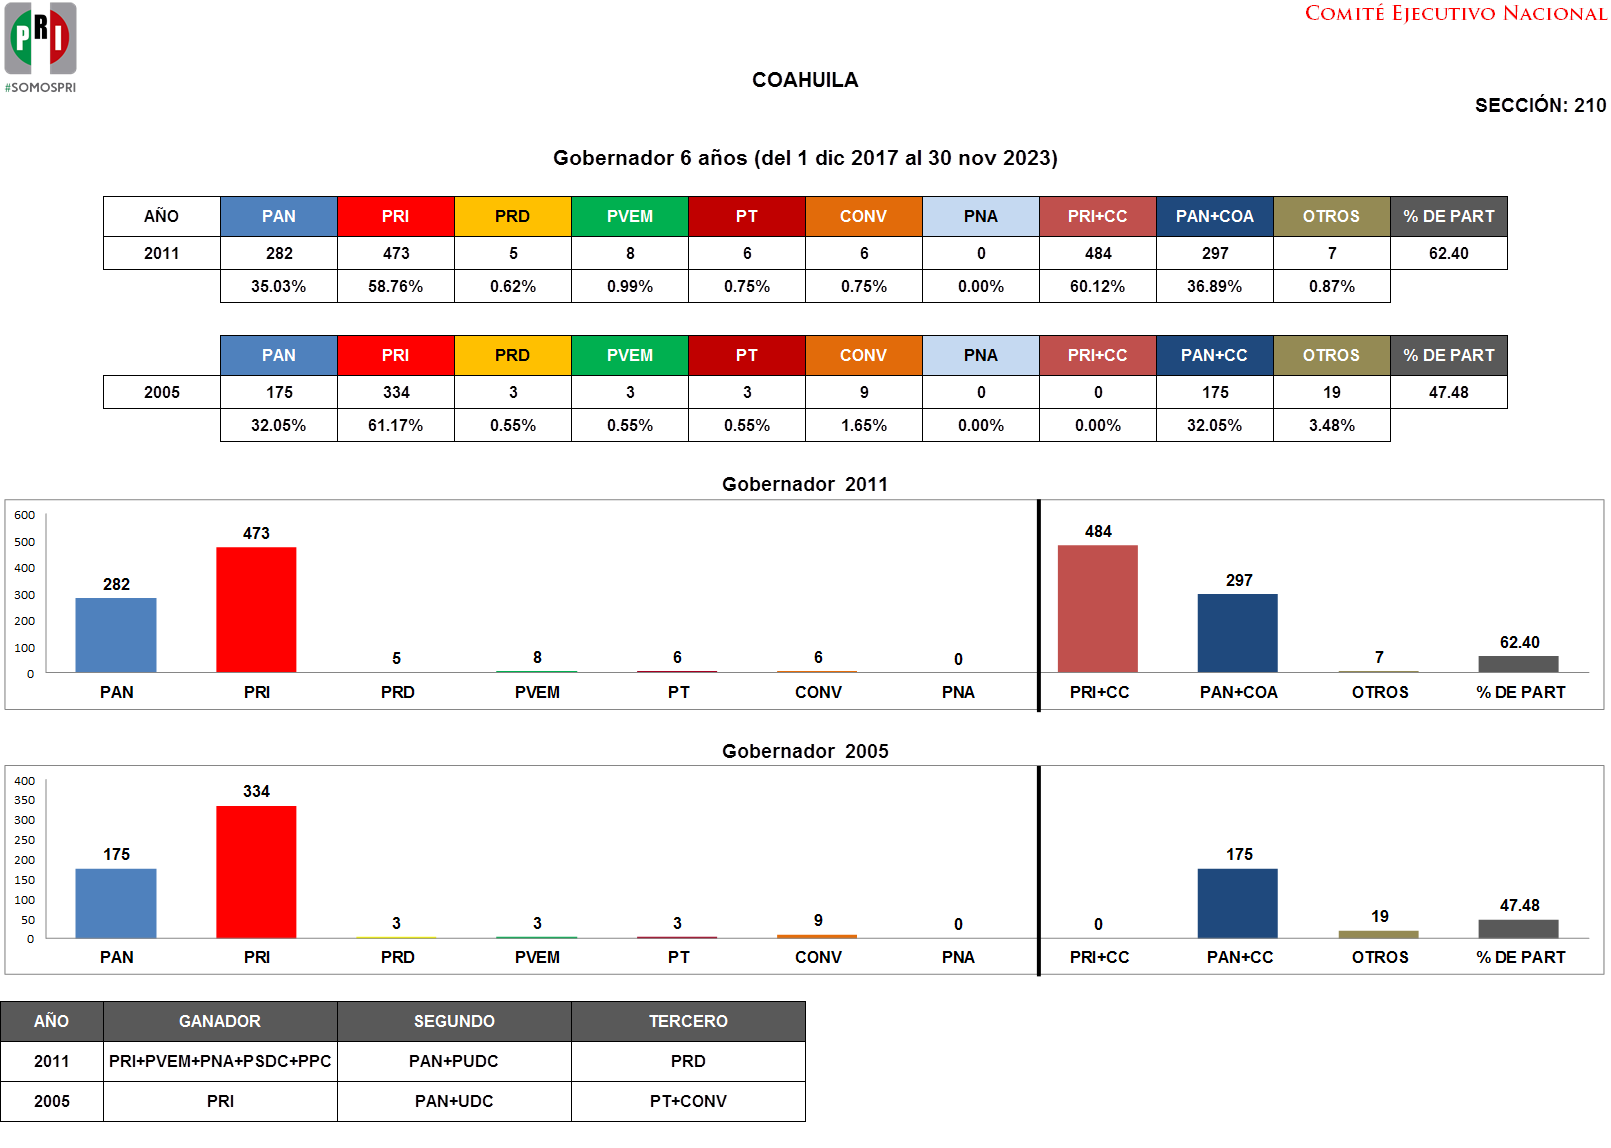 PRI
#SOMOSPRI
COMITÉ EJECUTIVO NACIONAL
COAHUILA
SECCIÓN: 210
Gobernador 6 años (del 1 dic 2017 al 30 nov 2023)
AÑO PAN PRI PRD PVEM PT CONV PNA PRI+CC PAN+COA OTROS % DE PART
2011 282 473 5 8 6 6 0 484 297 7 62.40
35.03% 58.76% 0.62% 0.99% 0.75% 0.75% 0.00% 60.12% 36.89% 0.87%
PAN PRI PRD PVEM PT CONV PNA PRI+CC PAN+CC OTROS % DE PART
2005 175 334 3 3 3 9 0 0 175 19 47.48
32.05% 61.17% 0.55% 0.55% 0.55% 1.65% 0.00% 0.00% 32.05% 3.48%
Gobernador 2011
600
500
400
300
200
100
0
282 473 5 8 6 6 0 484 297 7 62.40
PAN PRI PRD PVEM PT CONV PNA PRI+CC PAN+COA OTROS % DE PART
Gobernador 2005
400
350
300
250
200
150
100
50
0
175 334 3 3 3 9 0 0 175 19 47.48
PAN PRI PRD PVEM PT CONV PNA PRI+CC PAN+CC OTROS % DE PART
AÑO GANADOR SEGUNDO TERCERO
2011 PRI+PVEM+PNA+PSDC+PPC PAN+PUDC PRD
2005 PRI PAN+UDC PT+CONV